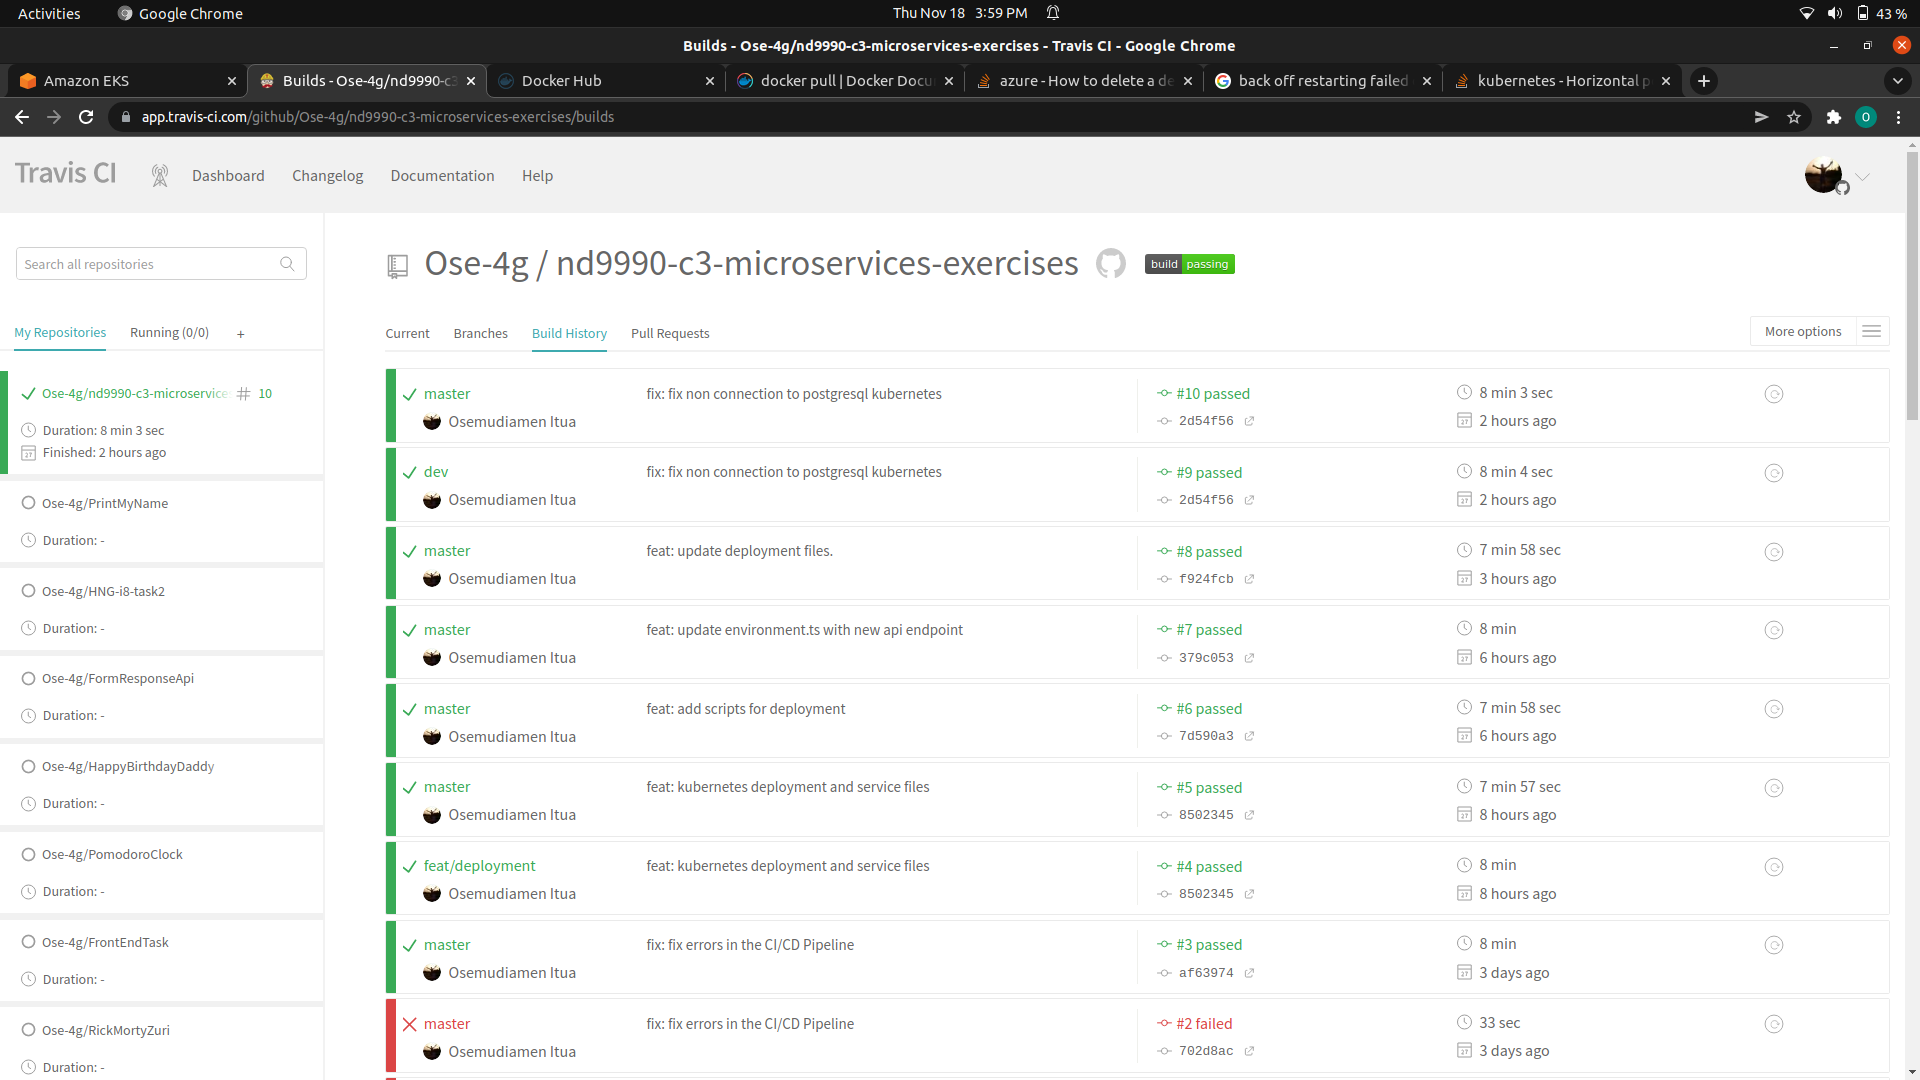 Activities Google Chrome Thu Nov 18 3:59 PM 43 %
Builds - Ose-4g/nd9990-c3-microservices-exercises - Travis CI - Google Chrome
Amazon EKS Builds - Ose-4g/nd9990-c3 Docker Hub docker pull | Docker Docu azure - How to delete a de back off restarting failed kubernetes - Horizontal p
app.travis-ci.com/github/Ose-4g/nd9990-c3-microservices-exercises/builds O
Travis CI Dashboard Changelog Documentation Help
Search all repositories
My Repositories Running (0/0) +
Ose-4g/nd9990-c3-microservice # 10
Duration: 8 min 3 sec
Finished: 2 hours ago
Ose-4g/PrintMyName
Duration: -
Ose-4g/HNG-i8-task2
Duration: -
Ose-4g/FormResponseApi
Duration: -
Ose-4g/HappyBirthdayDaddy
Duration: -
Ose-4g/PomodoroClock
Duration: -
Ose-4g/FrontEndTask
Duration: -
Ose-4g/RickMortyZuri
Duration: -
Ose-4g / nd9990-c3-microservices-exercises build passing
Current Branches Build History Pull Requests More options
master fix: fix non connection to postgresql kubernetes #10 passed 8 min 3 sec
Osemudiamen Itua 2d54f56 2 hours ago
dev fix: fix non connection to postgresql kubernetes #9 passed 8 min 4 sec
Osemudiamen Itua 2d54f56 2 hours ago
master feat: update deployment files. #8 passed 7 min 58 sec
Osemudiamen Itua f924fcb 3 hours ago
master feat: update environment.ts with new api endpoint #7 passed 8 min
Osemudiamen Itua 379c053 6 hours ago
master feat: add scripts for deployment #6 passed 7 min 58 sec
Osemudiamen Itua 7d590a3 6 hours ago
master feat: kubernetes deployment and service files #5 passed 7 min 57 sec
Osemudiamen Itua 8502345 8 hours ago
feat/deployment feat: kubernetes deployment and service files #4 passed 8 min
Osemudiamen Itua 8502345 8 hours ago
master fix: fix errors in the CI/CD Pipeline #3 passed 8 min
Osemudiamen Itua af63974 3 days ago
master fix: fix errors in the CI/CD Pipeline #2 failed 33 sec
Osemudiamen Itua 702d8ac 3 days ago